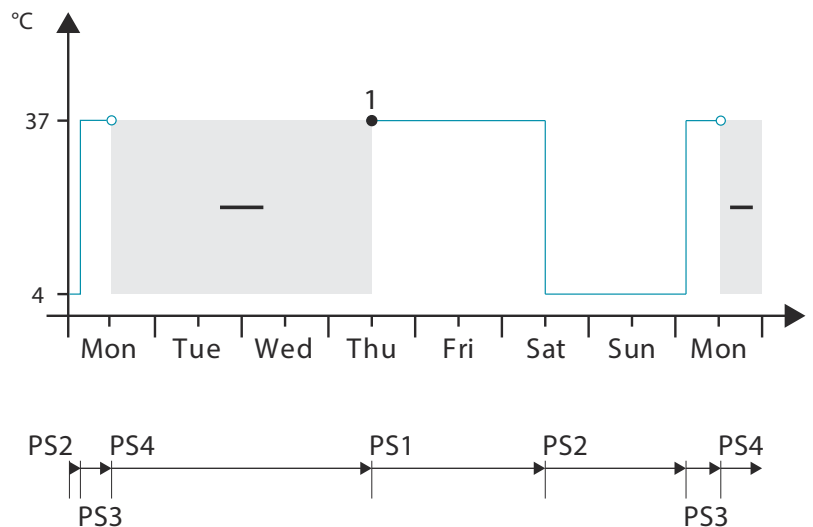 °C
1
37
4
Mon Tue Wed Thu Fri Sat Sun Mon
PS2 PS4 PS1 PS2 PS4
PS3 PS3